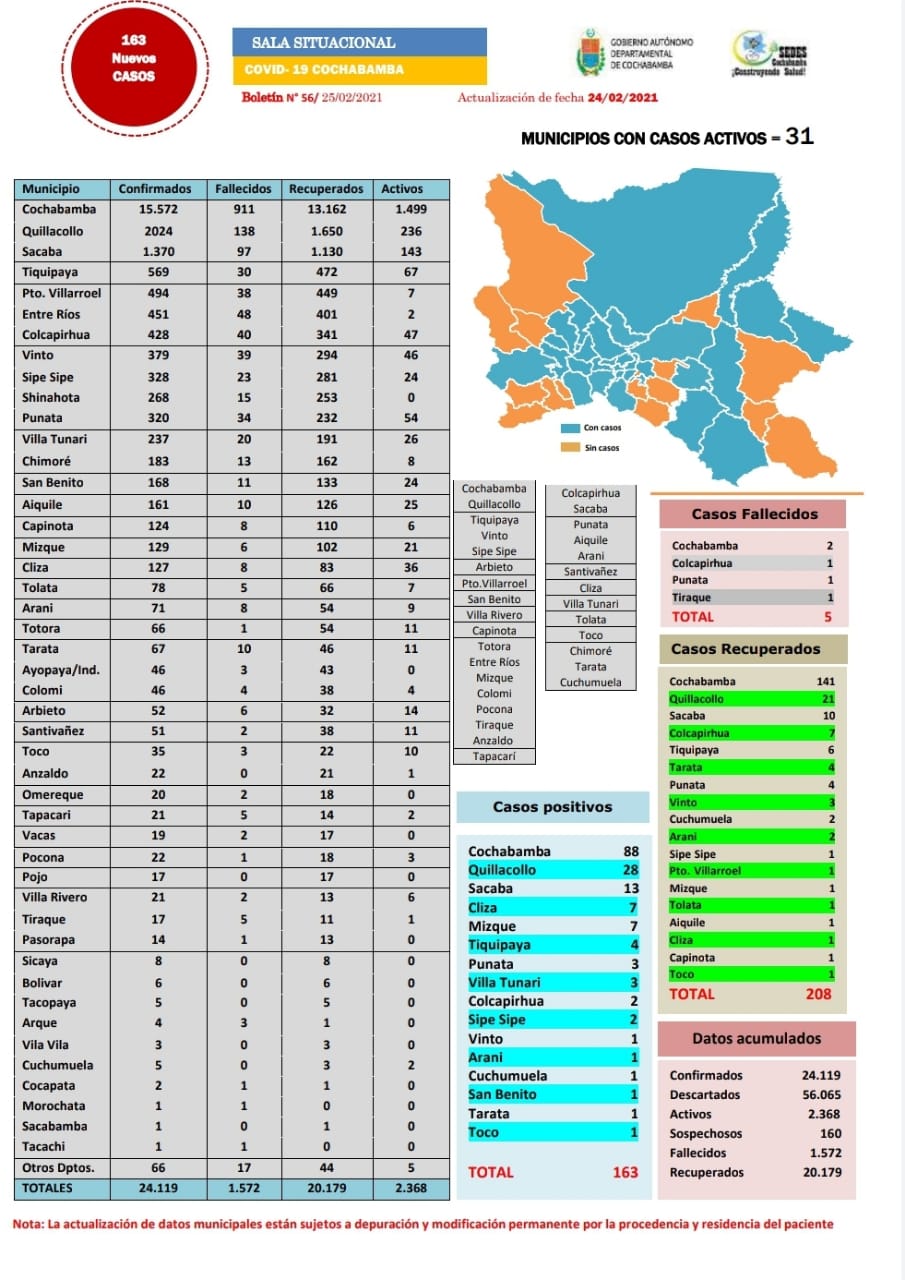 163
Nuevos
CASOS
SALA SITUACIONAL
COVID- 19 COCHABAMBA
Boletín N° 56/ 25/02/2021
Actualización de fecha 24/02/2021
GOBIERNO AUTÓNOMO
DEPARTAMENTAL
DE COCHABAMBA
SEDES
Cochabamba
¡Construyendo Salud!
MUNICIPIOS CON CASOS ACTIVOS = 31
Municipio Confirmados Fallecidos Recuperados Activos
Cochabamba 15.572 911 13.162 1.499
Quillacollo 2024 138 1.650 236
Sacaba 1.370 97 1.130 143
Tiquipaya 569 30 472 67
Pto. Villarroel 494 38 449 7
Entre Ríos 451 48 401 2
Colcapirhua 428 40 341 47
Vinto 379 39 294 46
Sipe Sipe 328 23 281 24
Shinahota 268 15 253 0
Punata 320 34 232 54
Villa Tunari 237 20 191 26
Chimoré 183 13 162 8
San Benito 168 11 133 24
Aiquile 161 10 126 25
Capinota 124 8 110 6
Mizque 129 6 102 21
Cliza 127 8 83 36
Tolata 78 5 66 7
Arani 71 8 54 9
Totora 66 1 54 11
Tarata 67 10 46 11
Ayopaya/Ind. 46 3 43 0
Colomi 46 4 38 4
Arbieto 52 6 32 14
Santivañez 51 2 38 11
Toco 35 3 22 10
Anzaldo 22 0 21 1
Omereque 20 2 18 0
Tapacari 21 5 14 2
Vacas 19 2 17 0
Pocona 22 1 18 3
Pojo 17 0 17 0
Villa Rivero 21 2 13 6
Tiraque 17 5 11 1
Pasorapa 14 1 13 0
Sicaya 8 0 8 0
Bolivar 6 0 6 0
Tacopaya 5 0 5 0
Arque 4 3 1 0
Vila Vila 3 0 3 0
Cuchumuela 5 0 3 2
Cocapata 2 1 1 0
Morochata 1 1 0 0
Sacabamba 1 0 1 0
Tacachi 1 1 0 0
Otros Dptos. 66 17 44 5
TOTALES 24.119 1.572 20.179 2.368
Con casos
Sin casos
Cochabamba
Quillacollo
Tiquipaya
Vinto
Sipe Sipe
Arbieto
Pto.Villarroel
San Benito
Villa Rivero
Capinota
Totora
Entre Ríos
Mizque
Colomi
Pocona
Tiraque
Anzaldo
Tapacarí
Colcapirhua
Sacaba
Punata
Aiquile
Arani
Santivañez
Cliza
Villa Tunari
Tolata
Toco
Chimoré
Tarata
Cuchumuela
Casos Fallecidos
Cochabamba 2
Colcapirhua 1
Punata 1
Tiraque 1
TOTAL 5
Casos Recuperados
Cochabamba 141
Quillacollo 21
Sacaba 10
Colcapirhua 7
Tiquipaya 6
Tarata 4
Punata 4
Vinto 3
Cuchumuela 2
Arani 2
Sipe Sipe 1
Pto. Villarroel 1
Mizque 1
Tolata 1
Aiquile 1
Cliza 1
Capinota 1
Toco 1
TOTAL 208
Casos positivos
Cochabamba 88
Quillacollo 28
Sacaba 13
Cliza 7
Mizque 7
Tiquipaya 4
Punata 3
Villa Tunari 3
Colcapirhua 2
Sipe Sipe 2
Vinto 1
Arani 1
Cuchumuela 1
San Benito 1
Tarata 1
Toco 1
TOTAL 163
Datos acumulados
Confirmados 24.119
Descartados 56.065
Activos 2.368
Sospechosos 160
Fallecidos 1.572
Recuperados 20.179
Nota: La actualización de datos municipales están sujetos a depuración y modificación permanente por la procedencia y residencia del paciente